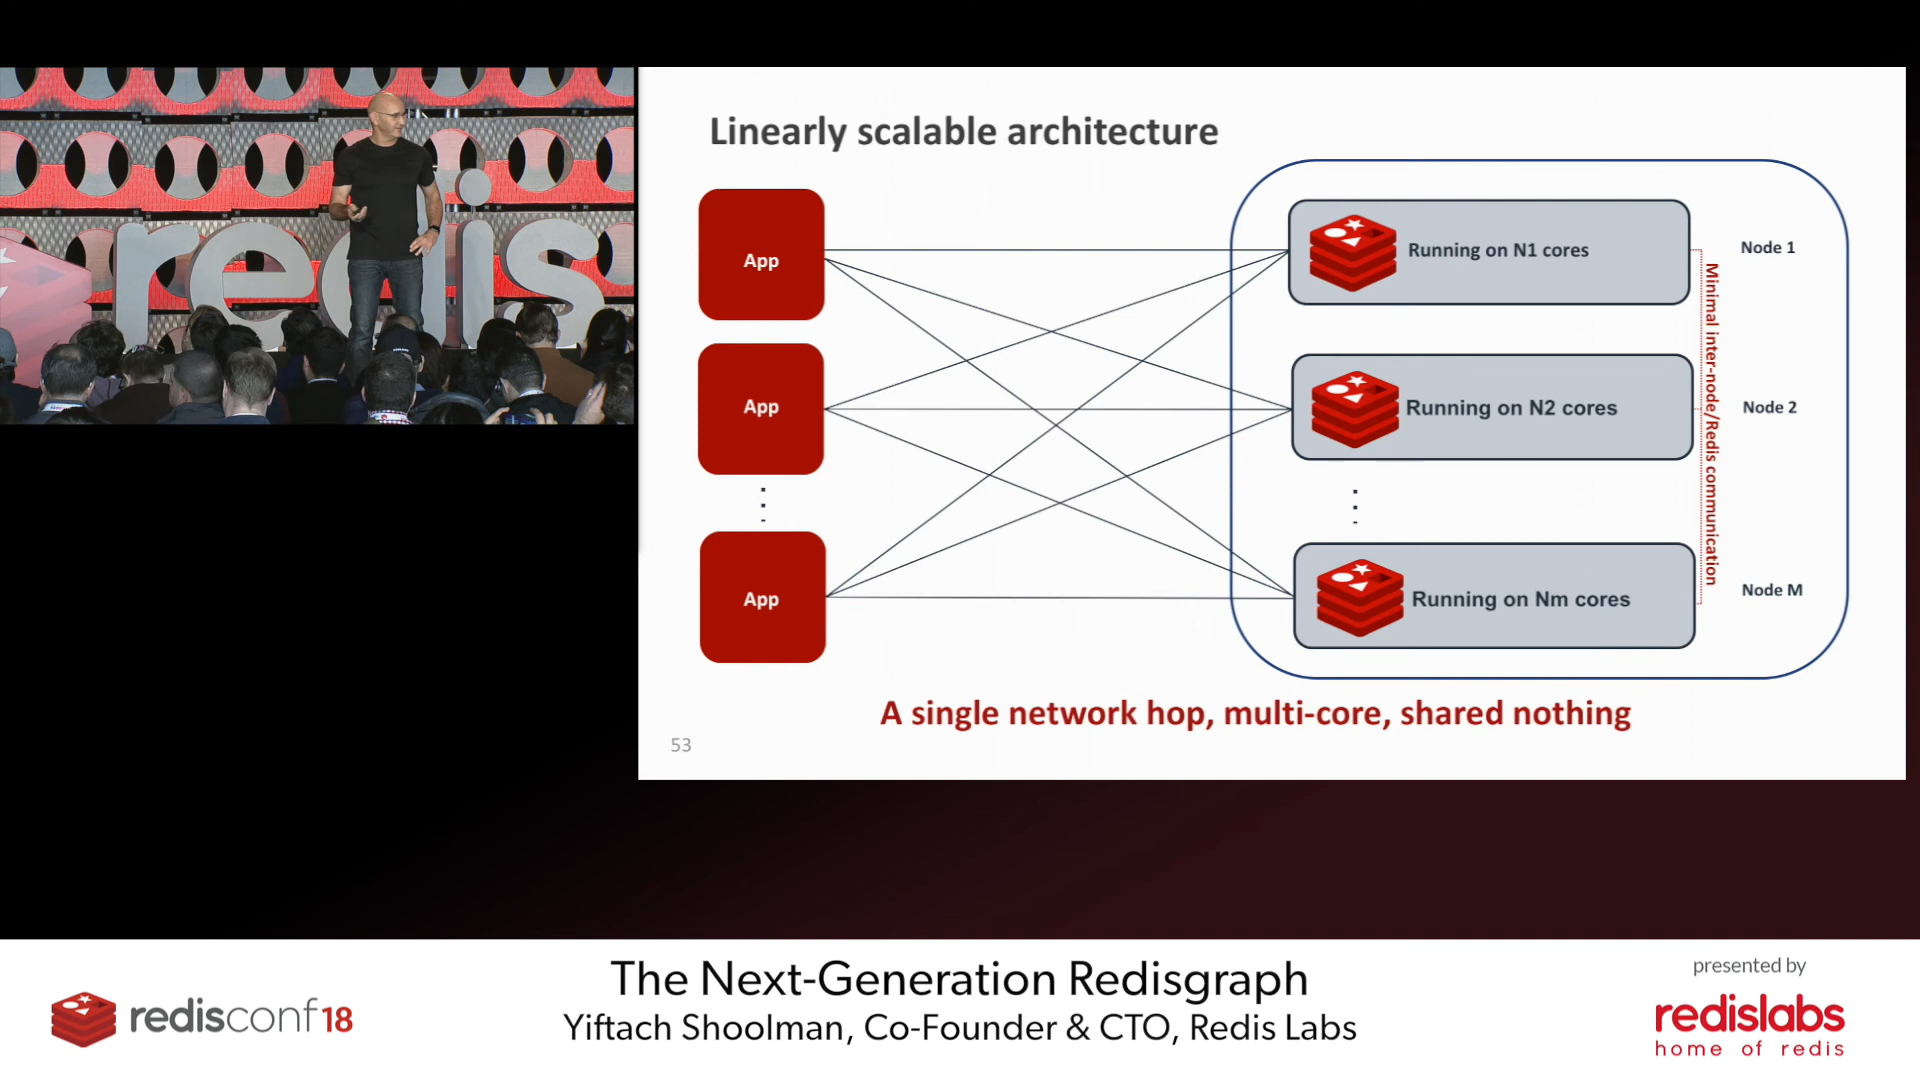 redis
Linearly scalable architecture
App
Running on N1 cores
Node 1
App
Running on N2 cores
Node 2
App
Running on Nm cores
Node M
Minimal inter-node/Redis communication
A single network hop, multi-core, shared nothing
53
redisconf18
The Next-Generation Redisgraph
Yiftach Shoolman, Co-Founder & CTO, Redis Labs
presented by
redislabs
home of redis